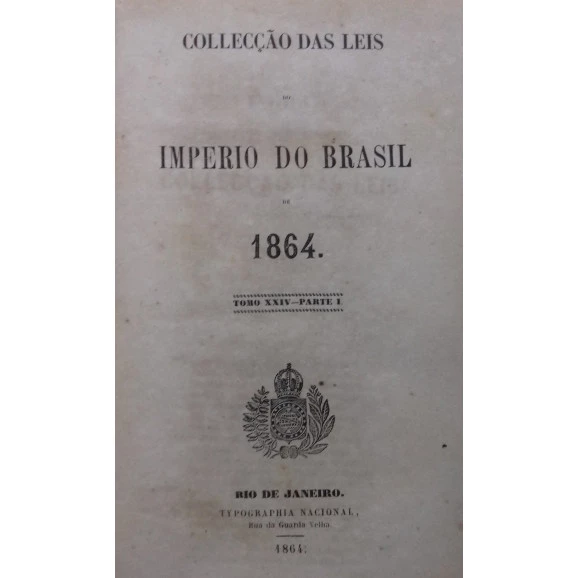 COLLECÇÃO DAS LEIS
DO
IMPERIO DO BRASIL
DE
1864.
TOMO XXIV—PARTE I.
RIO DE JANEIRO.
TYPOGRAPHIA NACIONAL,
Rua da Guarda Velha
1864.